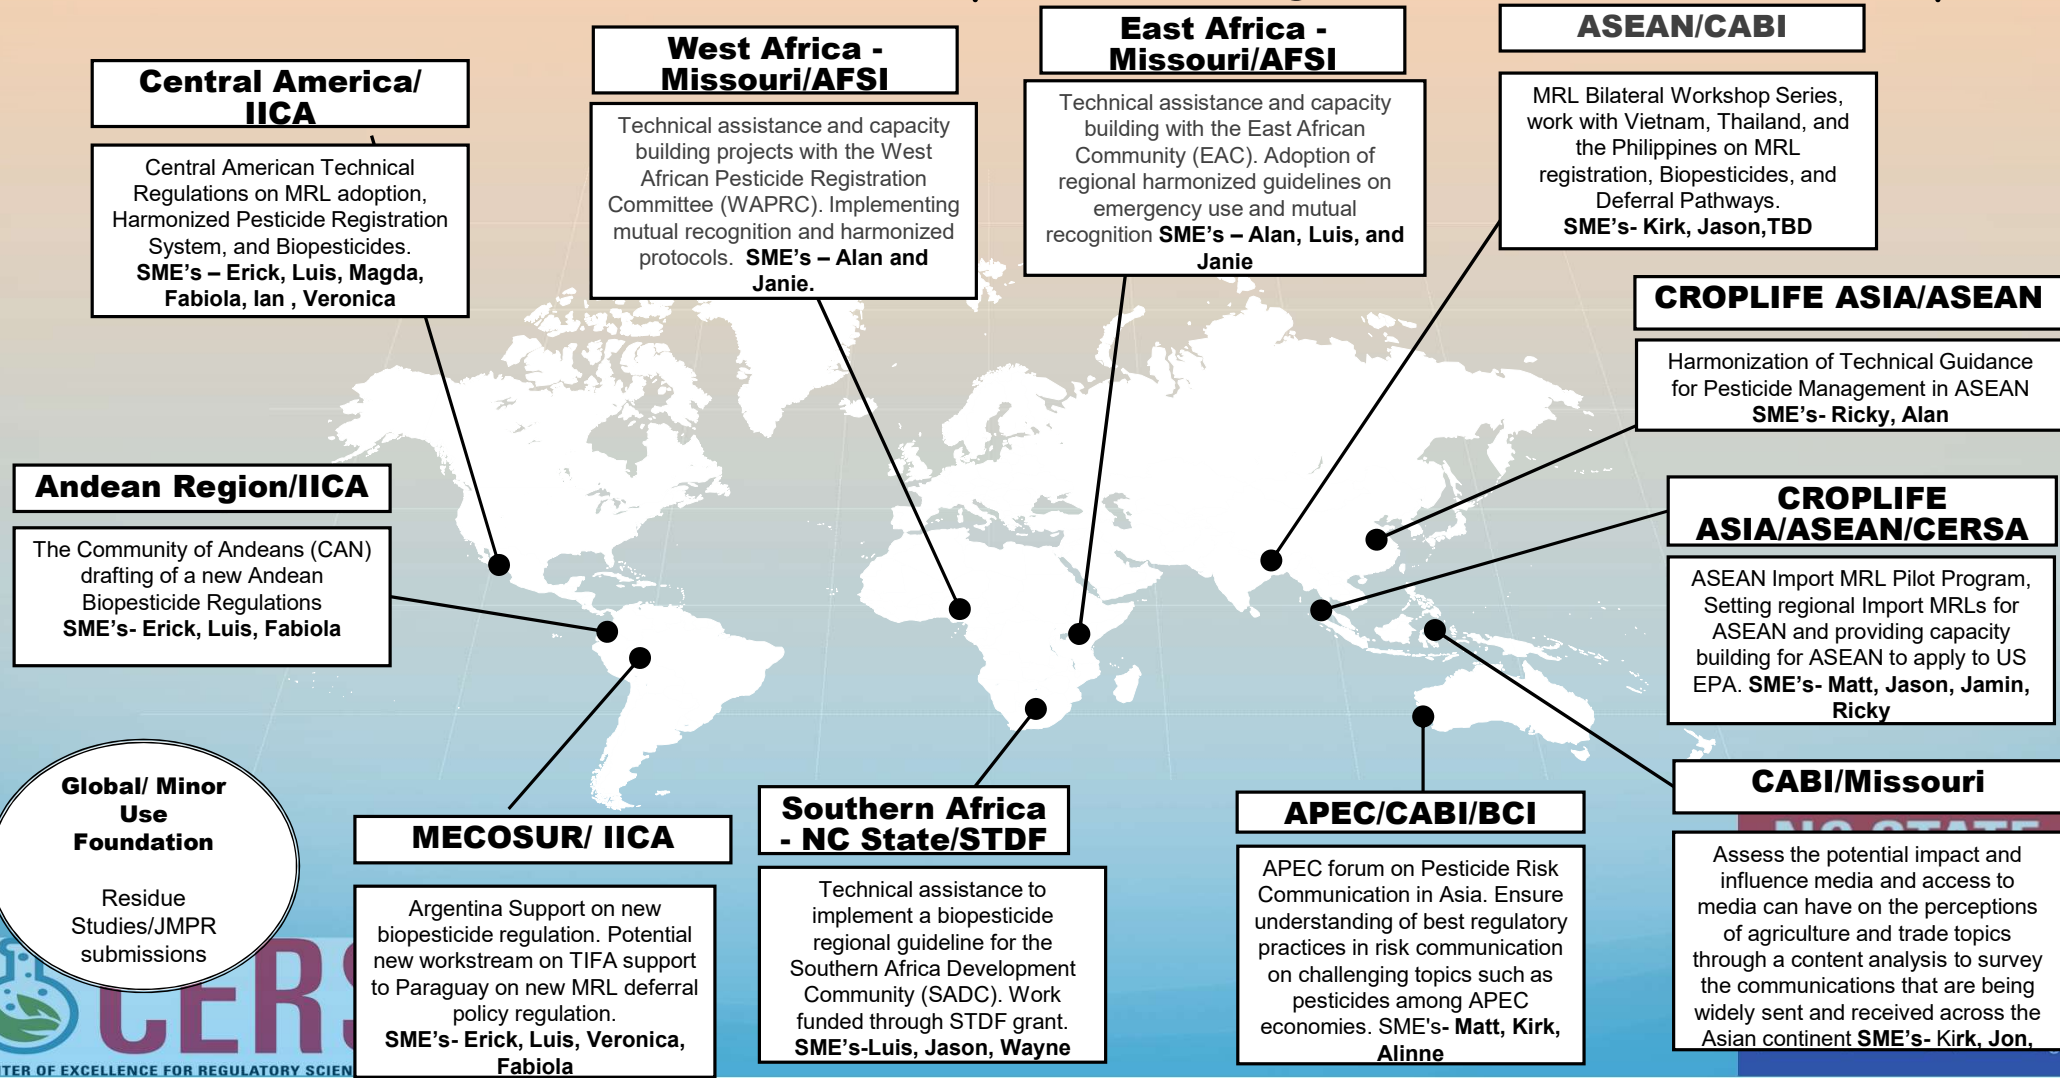 Central America/
IICA
Central American Technical
Regulations on MRL adoption,
Harmonized Pesticide Registration
System, and Biopesticides.
SME's – Erick, Luis, Magda,
Fabiola, Ian , Veronica
West Africa -
Missouri/AFSI
Technical assistance and capacity
building projects with the West
African Pesticide Registration
Committee (WAPRC). Implementing
mutual recognition and harmonized
protocols. SME's – Alan and
Janie.
East Africa -
Missouri/AFSI
Technical assistance and capacity
building with the East African
Community (EAC). Adoption of
regional harmonized guidelines on
emergency use and mutual
recognition SME's – Alan, Luis, and
Janie
ASEAN/CABI
MRL Bilateral Workshop Series,
work with Vietnam, Thailand, and
the Philippines on MRL
registration, Biopesticides, and
Deferral Pathways.
SME's- Kirk, Jason,TBD
CROPLIFE ASIA/ASEAN
Harmonization of Technical Guidance
for Pesticide Management in ASEAN
SME's- Ricky, Alan
Andean Region/IICA
The Community of Andeans (CAN)
drafting of a new Andean
Biopesticide Regulations
SME's- Erick, Luis, Fabiola
CROPLIFE
ASIA/ASEAN/CERSA
ASEAN Import MRL Pilot Program,
Setting regional Import MRLs for
ASEAN and providing capacity
building for ASEAN to apply to US
EPA. SME's- Matt, Jason, Jamin,
Ricky
Global/ Minor
Use
Foundation
Residue
Studies/JMPR
submissions
MECOSUR/ IICA
Argentina Support on new
biopesticide regulation. Potential
new workstream on TIFA support
to Paraguay on new MRL deferral
policy regulation.
SME's- Erick, Luis, Veronica,
Fabiola
Southern Africa
- NC State/STDF
Technical assistance to
implement a biopesticide
regional guideline for the
Southern Africa Development
Community (SADC). Work
funded through STDF grant.
SME's-Luis, Jason, Wayne
APEC/CABI/BCI
APEC forum on Pesticide Risk
Communication in Asia. Ensure
understanding of best regulatory
practices in risk communication
on challenging topics such as
pesticides among APEC
economies. SME's- Matt, Kirk,
Alinne
CABI/Missouri
Assess the potential impact and
influence media and access to
media can have on the perceptions
of agriculture and trade topics
through a content analysis to survey
the communications that are being
widely sent and received across the
Asian continent SME's- Kirk, Jon,
NC STATE
CERS
TER OF EXCELLENCE FOR REGULATORY SCIEN